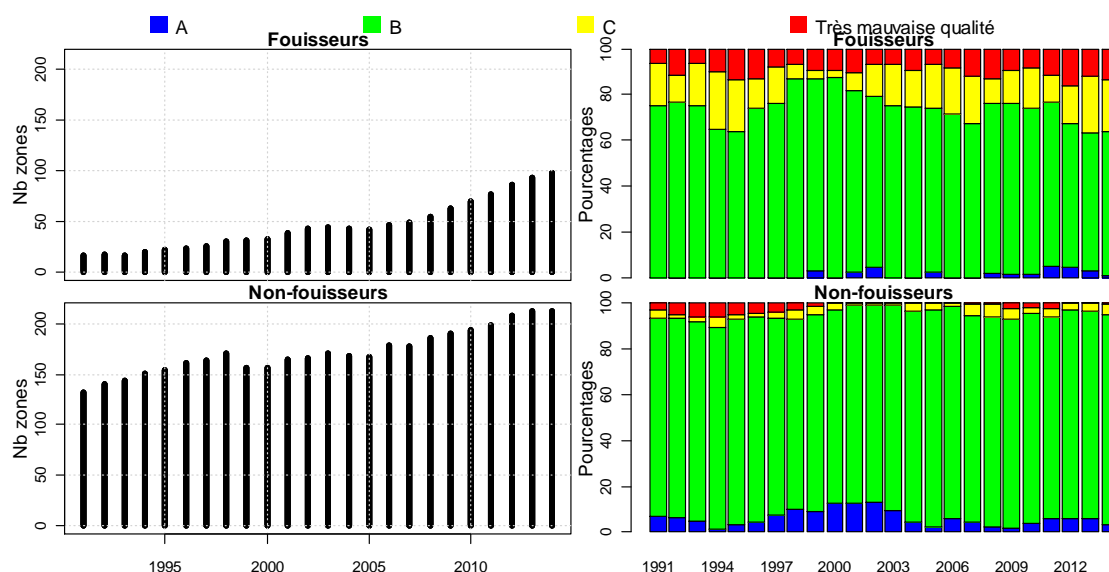 A B C Très mauvaise qualité
Fouisseurs
Nb zones
0 50 100 150 200
Fouisseurs
Pourcentages
0 20 40 60 80 100
Non-fouisseurs
Nb zones
0 50 100 150 200
1995 2000 2005 2010
Non-fouisseurs
Pourcentages
0 20 40 60 80 100
1991 1994 1997 2000 2003 2006 2009 2012